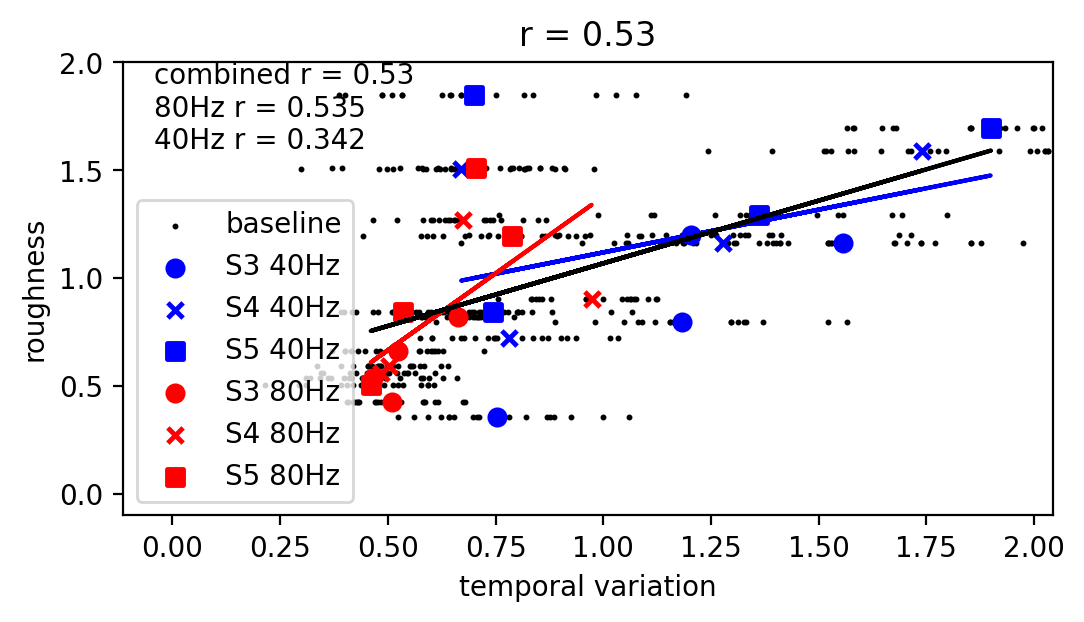 r = 0.53
combined r = 0.53
80Hz r = 0.535
40Hz r = 0.342
2.0
1.5
1.0
0.5
0.0
roughness
baseline
S3 40Hz
S4 40Hz
S5 40Hz
S3 80Hz
S4 80Hz
S5 80Hz
0.00 0.25 0.50 0.75 1.00 1.25 1.50 1.75 2.00
temporal variation